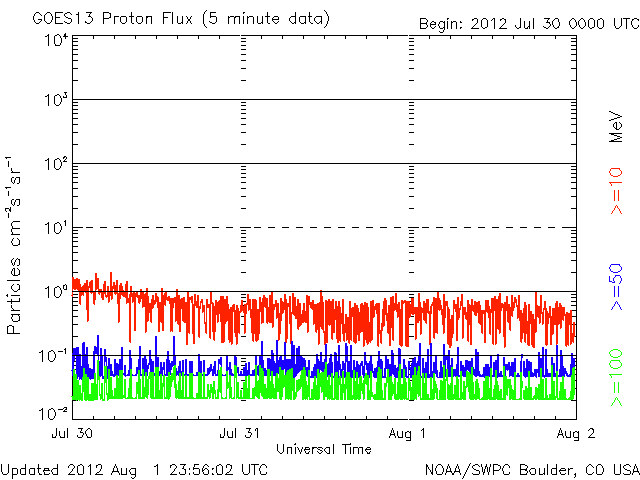 GOES13 Proton Flux (5 minute data)
Begin: 2012 Jul 30 0000 UTC
10⁴
10³
10²
10¹
10⁰
10⁻¹
10⁻²
Particles cm⁻²s⁻¹sr⁻¹
Jul 30
Jul 31
Aug 1
Aug 2
Universal Time
MeV
>=10
>=50
>=100
Updated 2012 Aug  1 23:56:02 UTC
NOAA/SWPC Boulder, CO USA